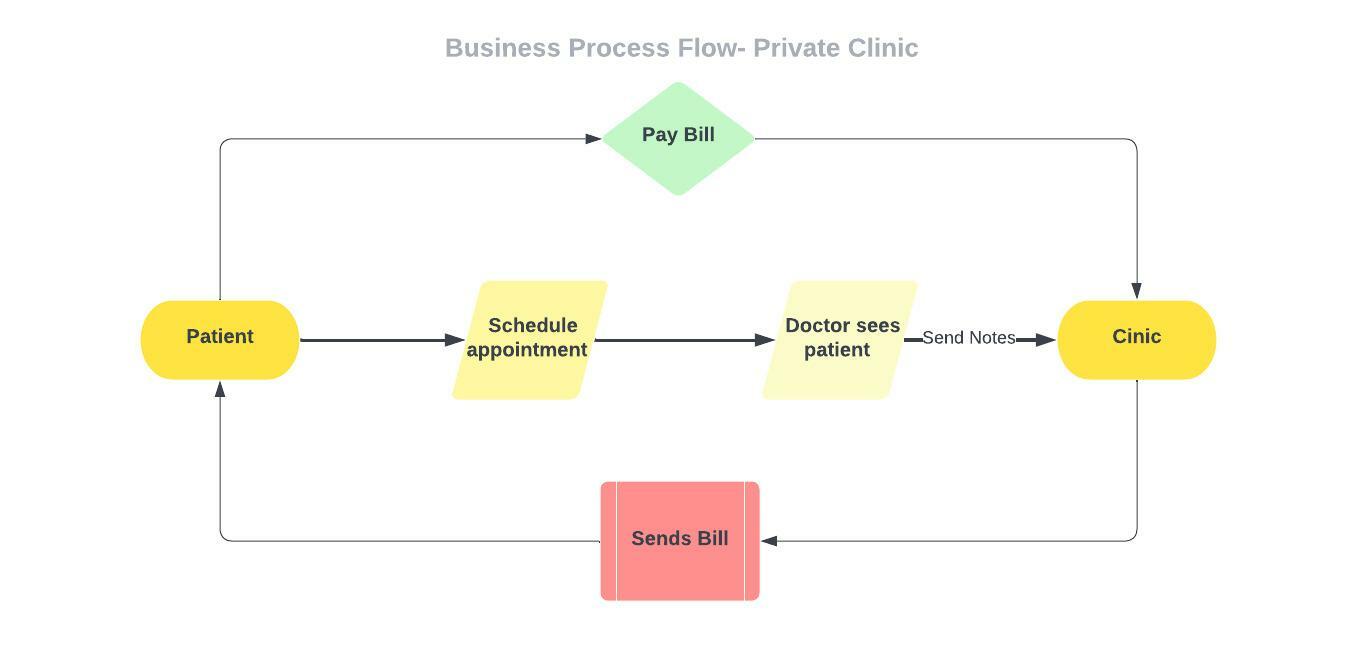 Business Process Flow- Private Clinic
Pay Bill
Patient
Schedule
appointment
Doctor sees
patient
Send Notes
Cinic
Sends Bill